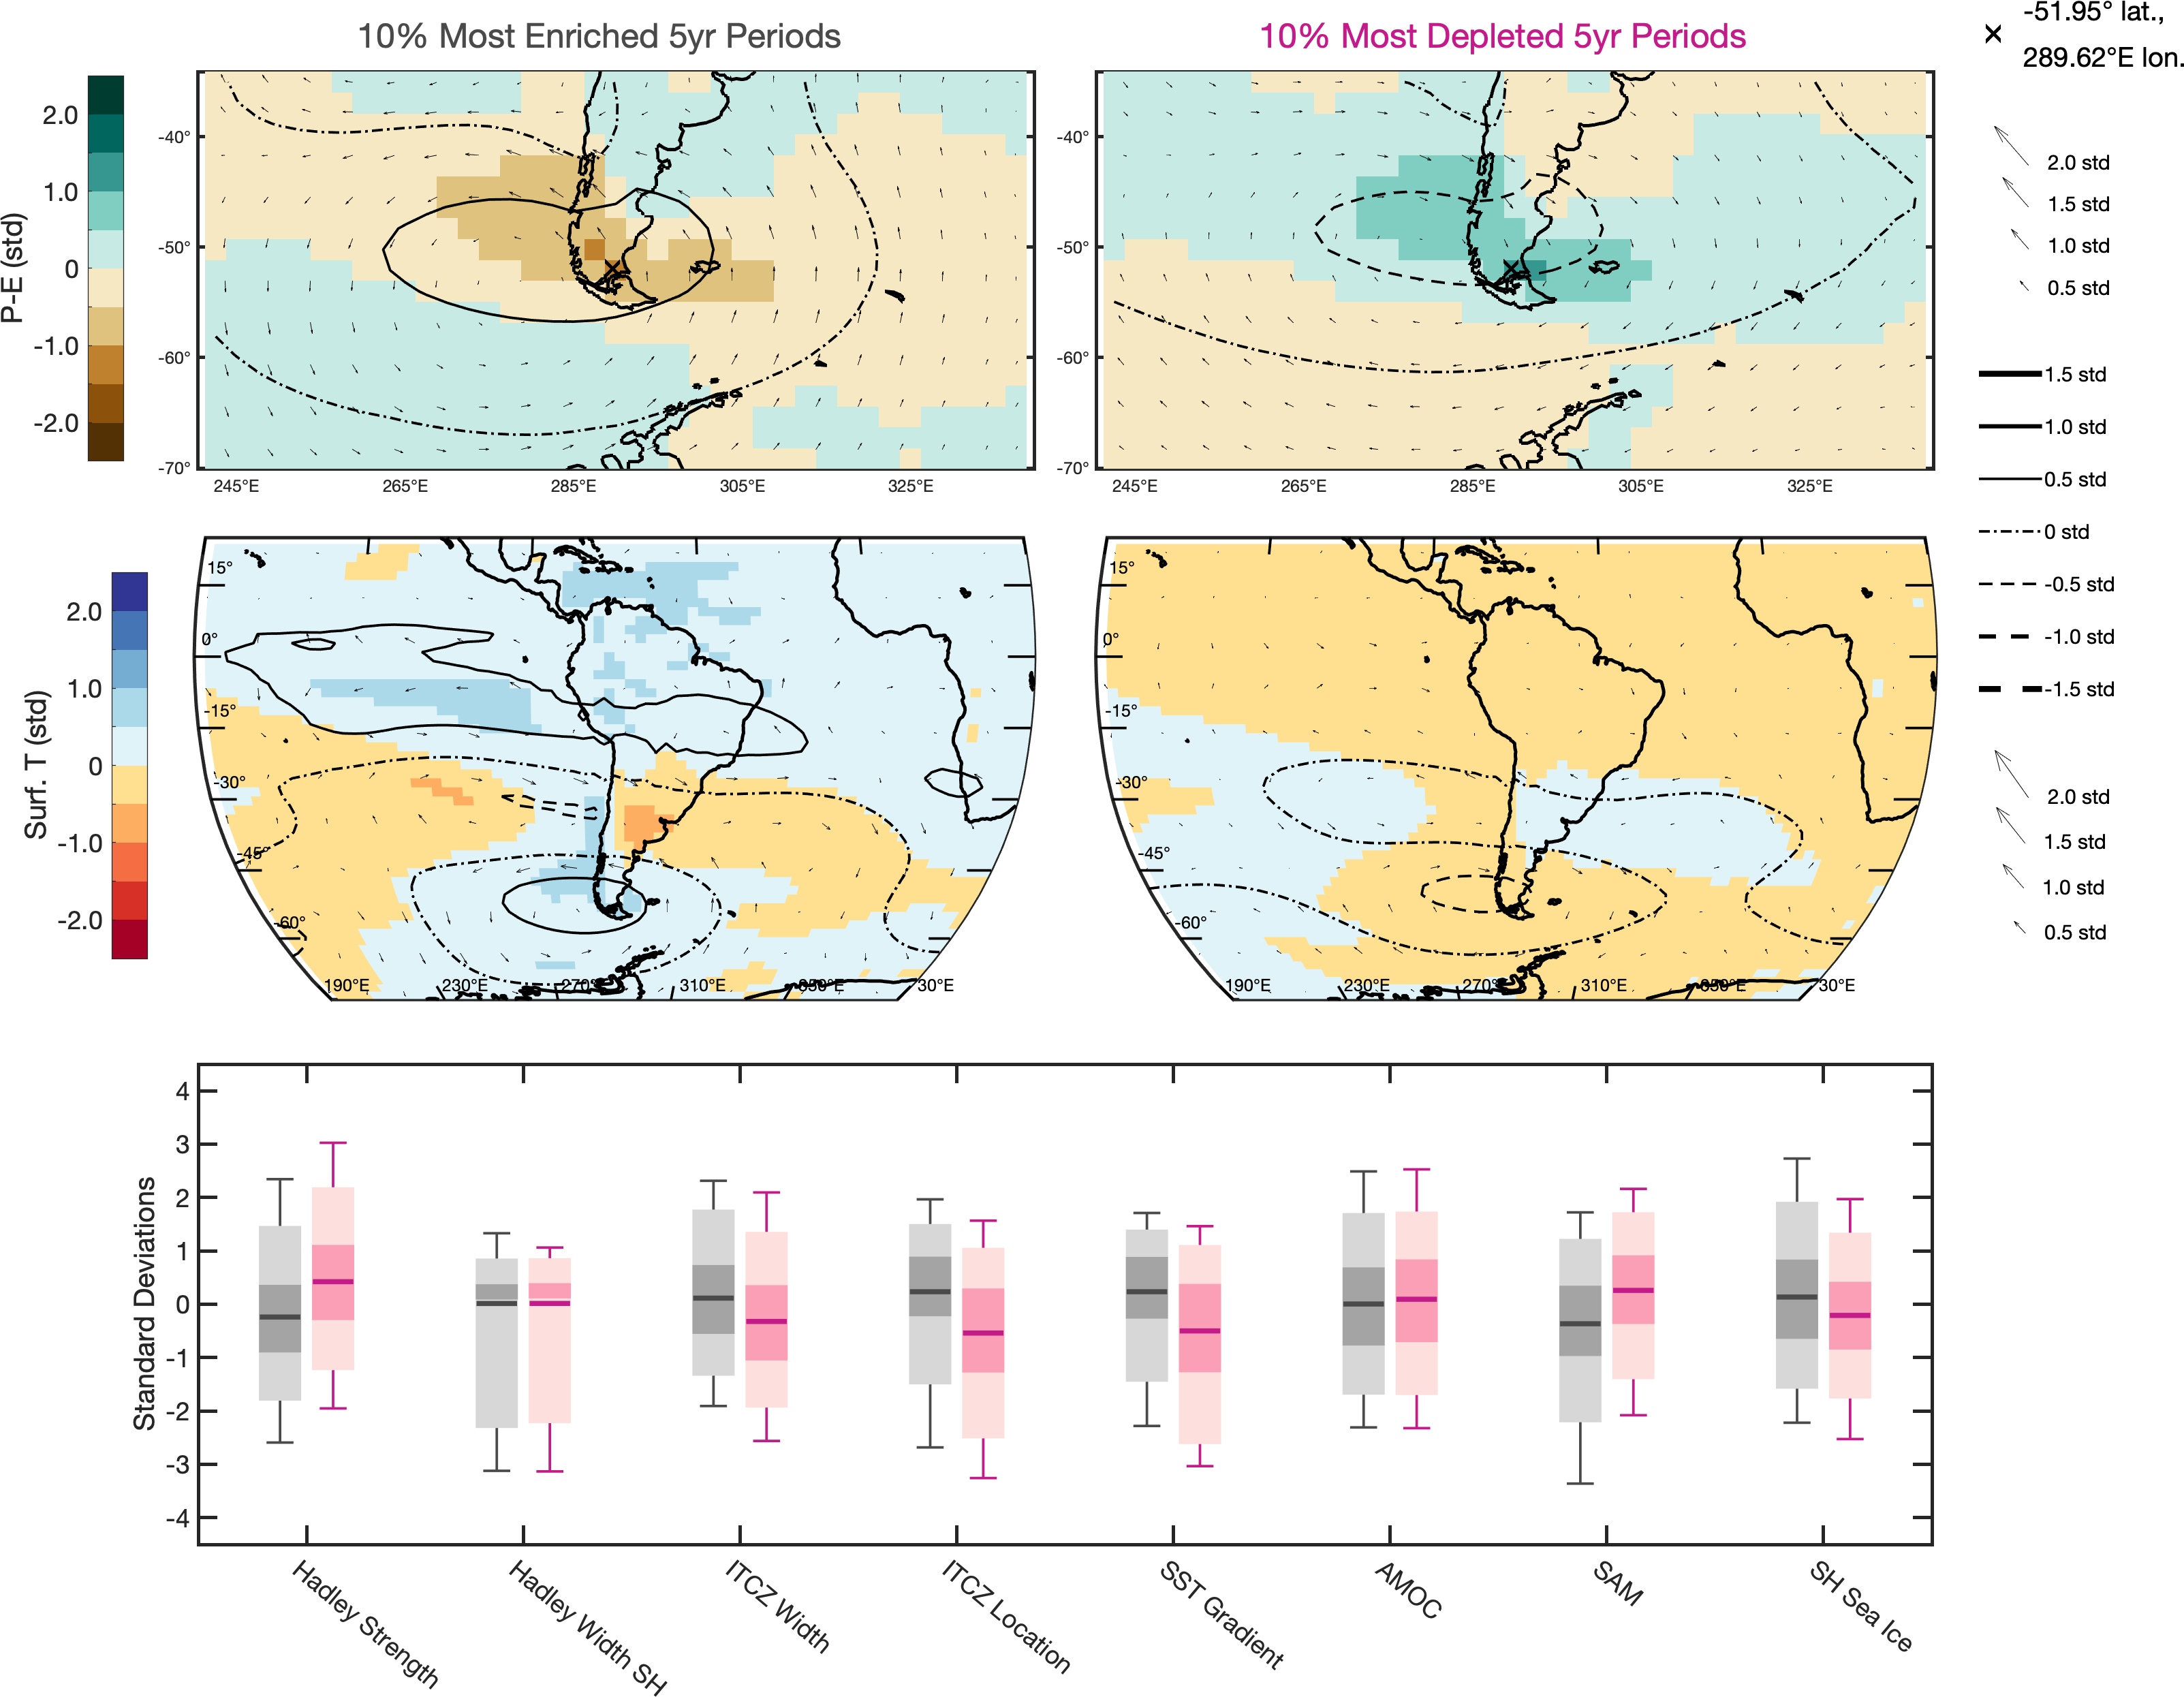 10% Most Enriched 5yr Periods
10% Most Depleted 5yr Periods
-51.95° lat.,
289.62°E lon.
P-E (std)
2.0
1.0
0
-1.0
-2.0
-40°
-50°
-60°
-70°
245°E 265°E 285°E 305°E 325°E
-40°
-50°
-60°
-70°
245°E 265°E 285°E 305°E 325°E
2.0 std
1.5 std
1.0 std
0.5 std
1.5 std
1.0 std
0.5 std
0 std
-0.5 std
-1.0 std
-1.5 std
Surf. T (std)
2.0
1.0
0
-1.0
-2.0
15°
0°
-15°
-30°
-45°
-60°
190°E 230°E 270°E 310°E 350°E 30°E
15°
0°
-15°
-30°
-45°
-60°
190°E 230°E 270°E 310°E 350°E 30°E
2.0 std
1.5 std
1.0 std
0.5 std
Standard Deviations
4
3
2
1
0
-1
-2
-3
-4
Hadley Strength
Hadley Width SH
ITCZ Width
ITCZ Location
SST Gradient
AMOC
SAM
SH Sea Ice